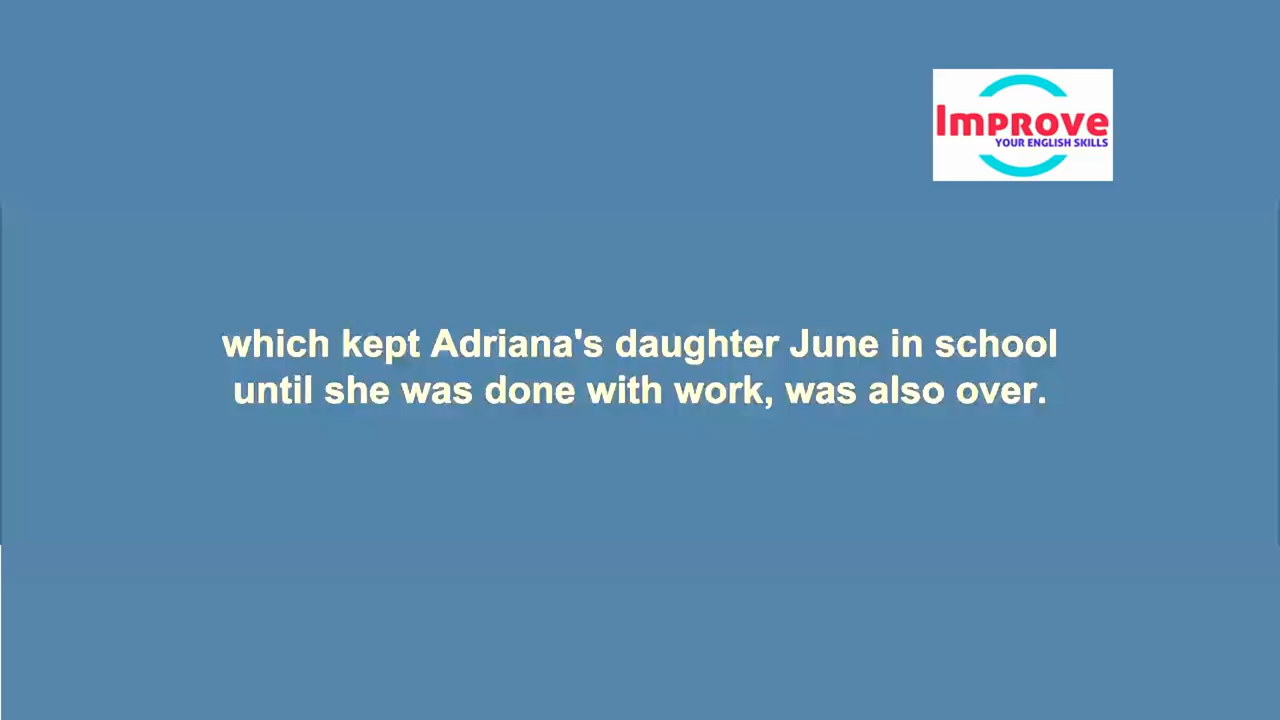 Improve
YOUR ENGLISH SKILLS
which kept Adriana's daughter June in school
until she was done with work, was also over.